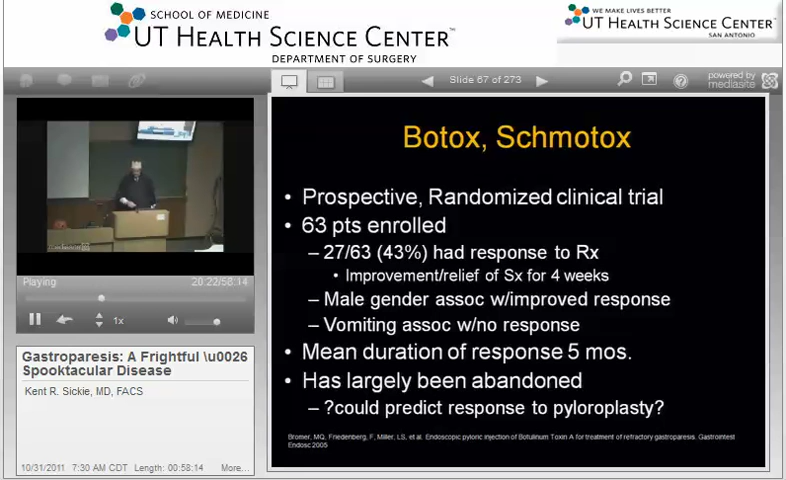 SCHOOL OF MEDICINE
UT HEALTH SCIENCE CENTER™
DEPARTMENT OF SURGERY
WE MAKE LIVES BETTER
UT HEALTH SCIENCE CENTER™
SAN ANTONIO
Slide 67 of 273
powered by
mediasite
Botox, Schmotox
• Prospective, Randomized clinical trial
• 63 pts enrolled
– 27/63 (43%) had response to Rx
• Improvement/relief of Sx for 4 weeks
– Male gender assoc w/improved response
– Vomiting assoc w/no response
• Mean duration of response 5 mos.
• Has largely been abandoned
– ?could predict response to pyloroplasty?
Bromer, MQ, Friedenberg, F, Miller, LS, et al. Endoscopic pyloric injection of Botulinum Toxin A for treatment of refractory gastroparesis. Gastrointest
Endosc 2005
Playing
20:22/58:14
1x
Gastroparesis: A Frightful \u0026
Spooktacular Disease
Kent R. Sickie, MD, FACS
10/31/2011 7:30 AM CDT Length: 00:58:14 More...